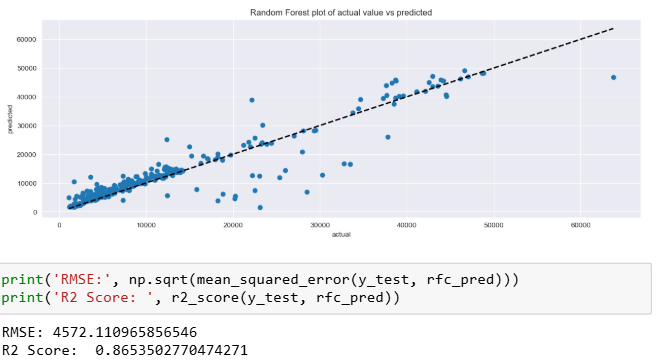 Random Forest plot of actual value vs predicted
60000
50000
40000
30000
20000
10000
0
predicted
0 10000 20000 30000 40000 50000 60000
actual
print('RMSE:', np.sqrt(mean_squared_error(y_test, rfc_pred)))
print('R2 Score: ', r2_score(y_test, rfc_pred))
RMSE: 4572.110965856546
R2 Score:  0.8653502770474271